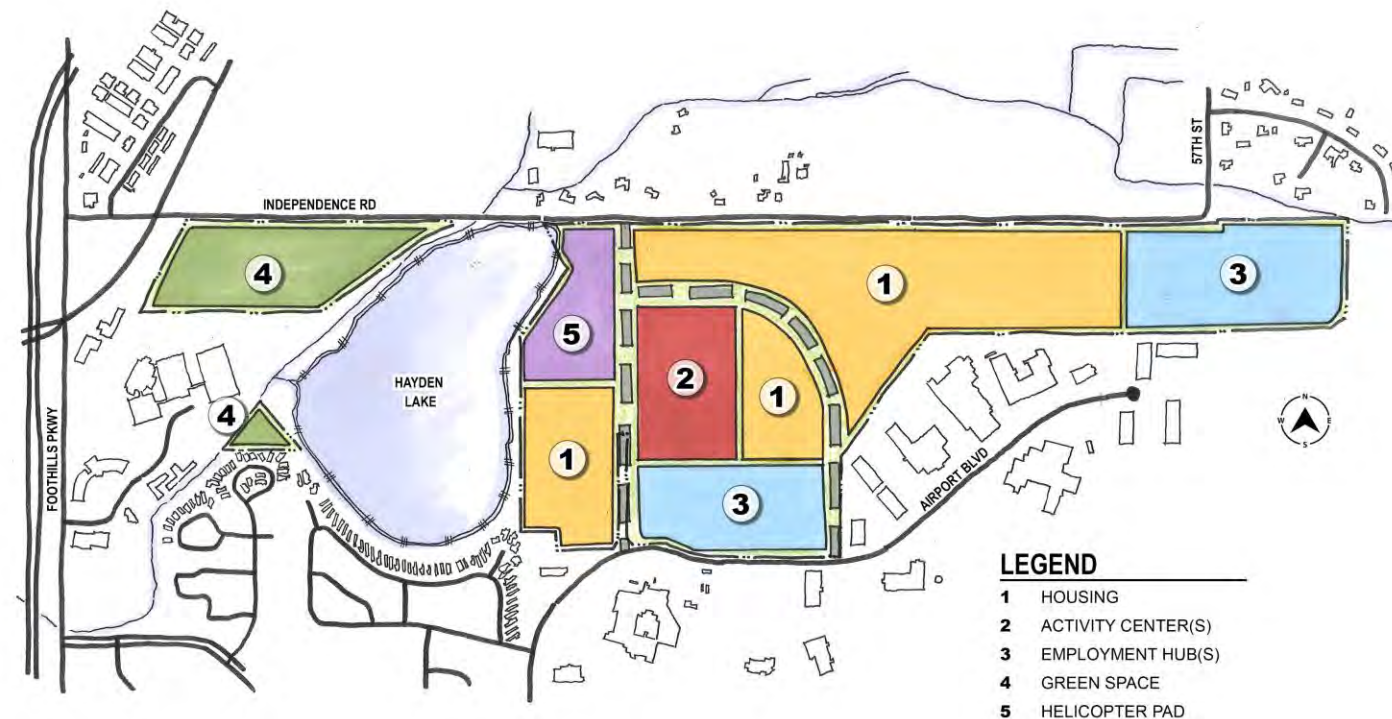 57TH ST
INDEPENDENCE RD
4
1
3
5
2
HAYDEN
LAKE
1
4
FOOTHILLS PKWY
1
3
AIRPORT BLVD
N
W
E
S
LEGEND
1 HOUSING
2 ACTIVITY CENTER(S)
3 EMPLOYMENT HUB(S)
4 GREEN SPACE
5 HELICOPTER PAD